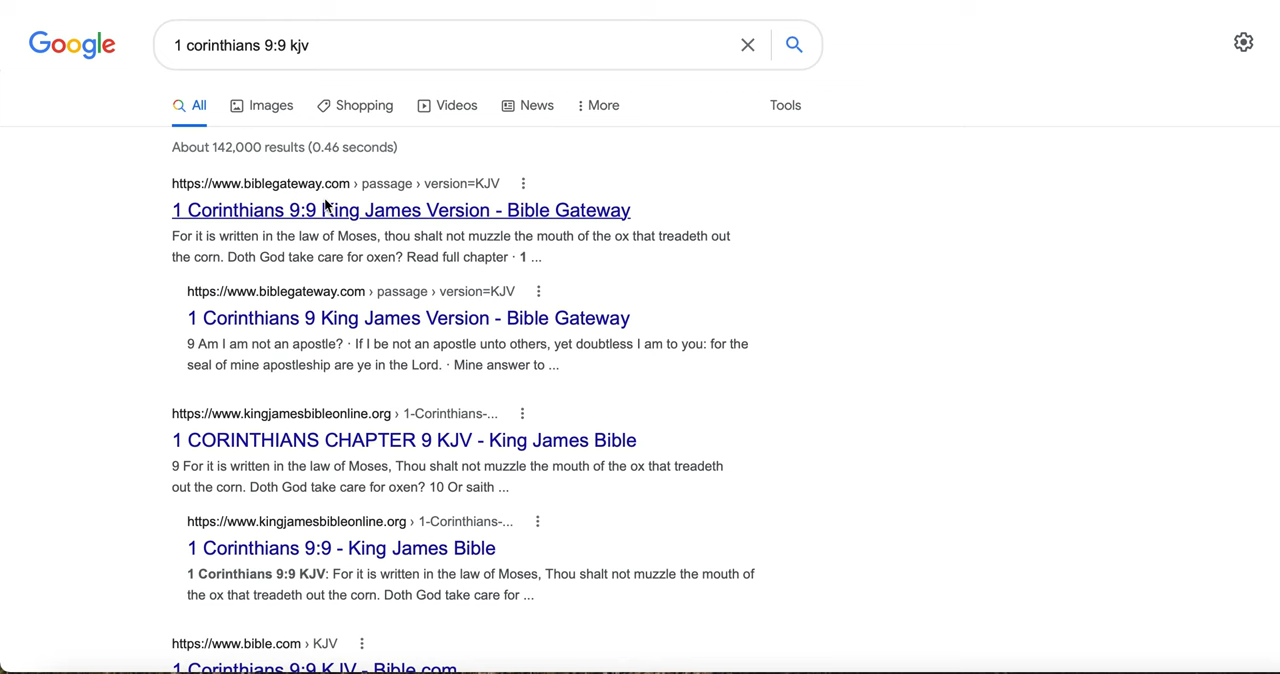 Google
1 corinthians 9:9 kjv
All Images Shopping Videos News More Tools
About 142,000 results (0.46 seconds)
https://www.biblegateway.com › passage › version=KJV
1 Corinthians 9:9 King James Version - Bible Gateway
For it is written in the law of Moses, thou shalt not muzzle the mouth of the ox that treadeth out
the corn. Doth God take care for oxen? Read full chapter · 1 ...
https://www.biblegateway.com › passage › version=KJV
1 Corinthians 9 King James Version - Bible Gateway
9 Am I am not an apostle? · If I be not an apostle unto others, yet doubtless I am to you: for the
seal of mine apostleship are ye in the Lord. · Mine answer to ...
https://www.kingjamesbibleonline.org › 1-Corinthians-...
1 CORINTHIANS CHAPTER 9 KJV - King James Bible
9 For it is written in the law of Moses, Thou shalt not muzzle the mouth of the ox that treadeth
out the corn. Doth God take care for oxen? 10 Or saith ...
https://www.kingjamesbibleonline.org › 1-Corinthians-...
1 Corinthians 9:9 - King James Bible
1 Corinthians 9:9 KJV: For it is written in the law of Moses, Thou shalt not muzzle the mouth of
the ox that treadeth out the corn. Doth God take care for ...
https://www.bible.com › KJV
1 Corinthians 9:9 KJV - Bible.com